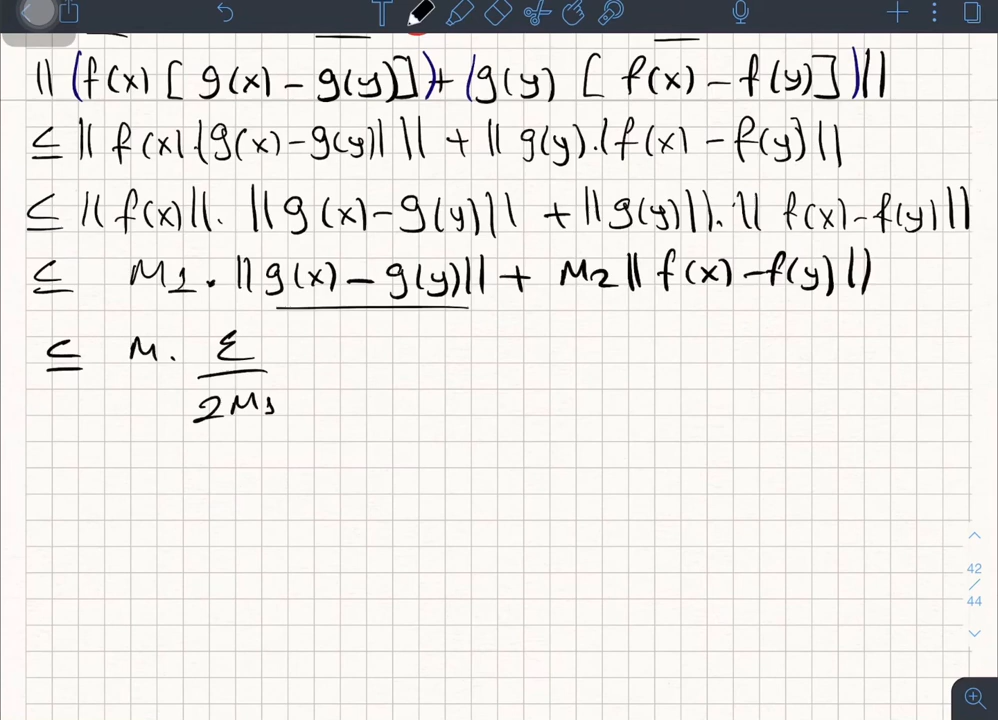 || (f(x) [ g(x) - g(y)]) + (g(y) [ f(x) - f(y)] ) ||
≤ || f(x) (g(x) - g(y)) || + || g(y).(f(x) - f(y)) ||
≤ || f(x) ||. || g(x) - g(y) || + || g(y) ||. || f(x) - f(y) ||
≤ M1 . || g(x) - g(y) || + M2 || f(x) - f(y) ||
≤ M. ε / 2M1
42
/
44